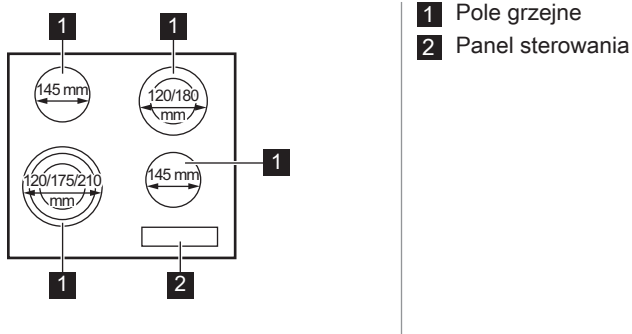 1 1
145 mm
120/180
mm
1
120/175/210
mm
145 mm
1 2
1 Pole grzejne
2 Panel sterowania